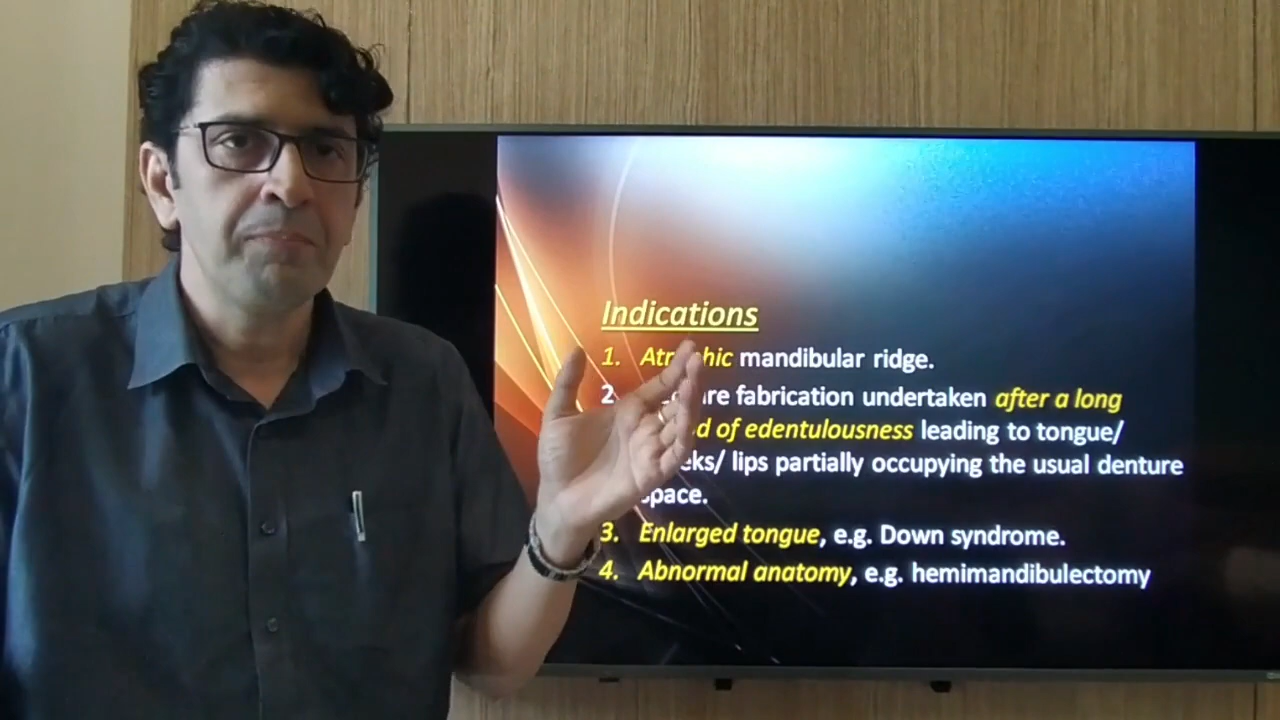 Indications
1. Atrophic mandibular ridge.
2 fabrication undertaken after a long
of edentulousness leading to tongue/
lips partially occupying the usual denture
space.
3. Enlarged tongue, e.g. Down syndrome.
4. Abnormal anatomy, e.g. hemimandibulectomy